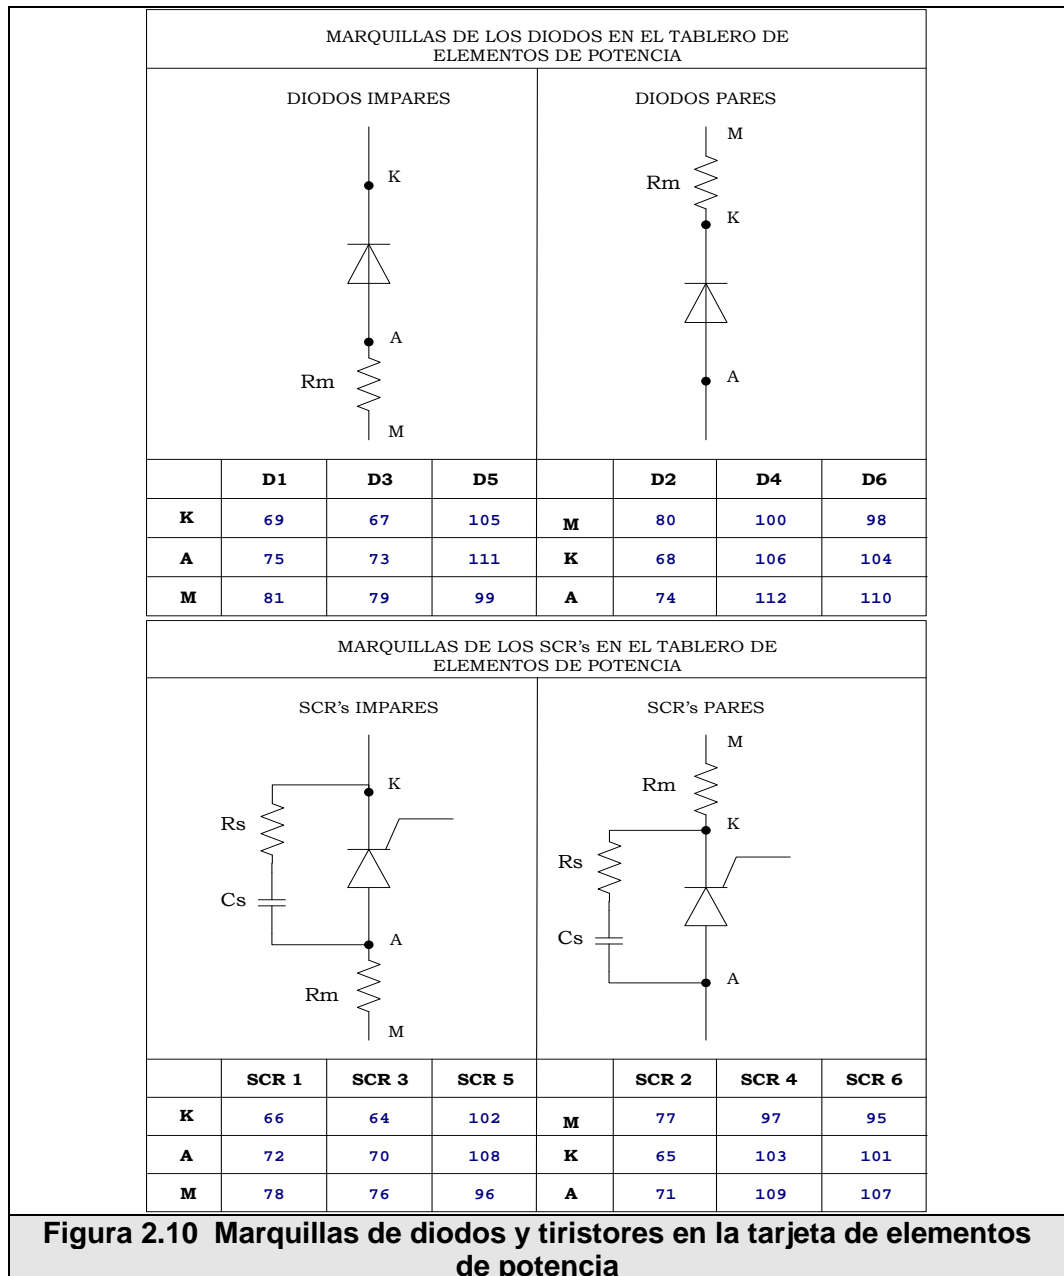 MARQUILLAS DE LOS DIODOS EN EL TABLERO DE
ELEMENTOS DE POTENCIA
DIODOS IMPARES
K
A
Rm
M
DIODOS PARES
M
Rm
K
A
D1 D3 D5 D2 D4 D6
K 69 67 105 M 80 100 98
A 75 73 111 K 68 106 104
M 81 79 99 A 74 112 110
MARQUILLAS DE LOS SCR's EN EL TABLERO DE
ELEMENTOS DE POTENCIA
SCR's IMPARES
K
Rs
Cs
A
Rm
M
SCR's PARES
M
Rm
K
Rs
Cs
A
SCR 1 SCR 3 SCR 5 SCR 2 SCR 4 SCR 6
K 66 64 102 M 77 97 95
A 72 70 108 K 65 103 101
M 78 76 96 A 71 109 107
Figura 2.10 Marquillas de diodos y tiristores en la tarjeta de elementos
de potencia